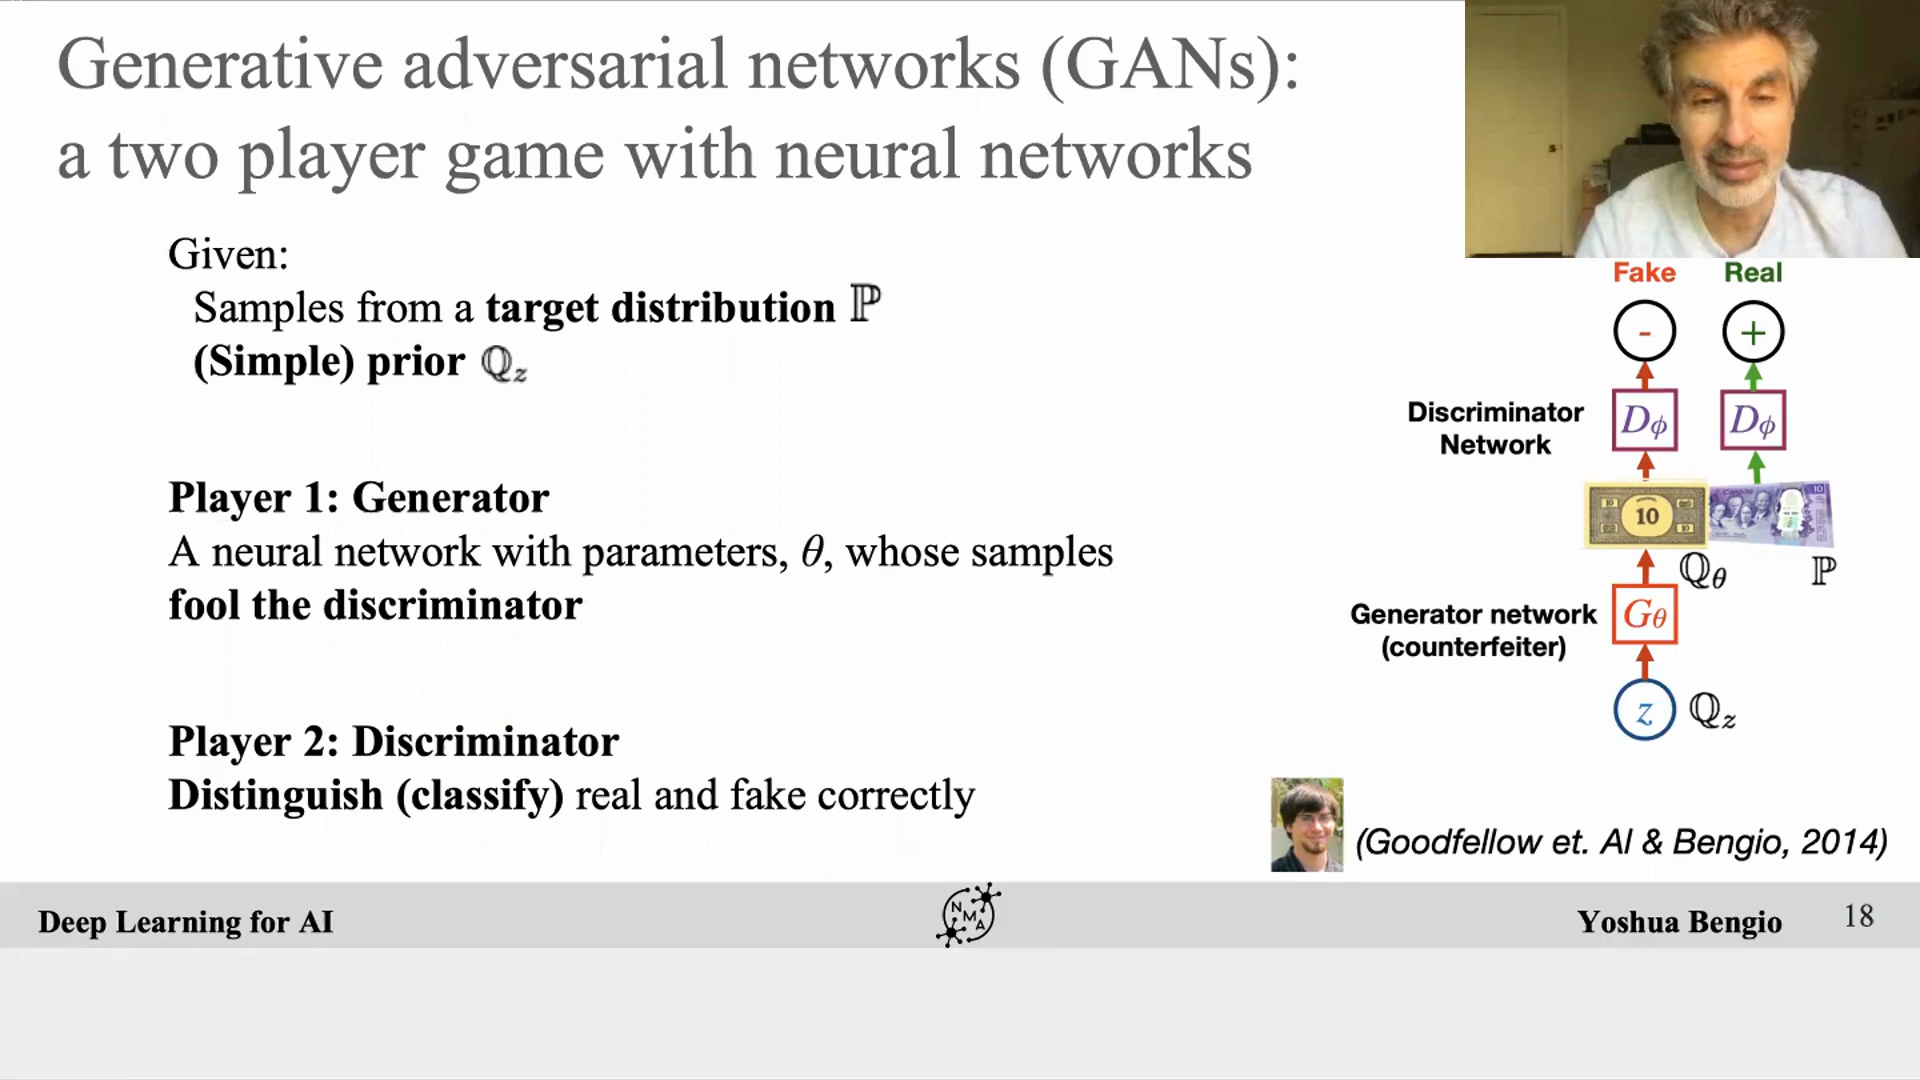 Generative adversarial networks (GANs):
a two player game with neural networks
Given:
Samples from a target distribution ℙ
(Simple) prior ℚz
Player 1: Generator
A neural network with parameters, θ, whose samples
fool the discriminator
Player 2: Discriminator
Distinguish (classify) real and fake correctly
Fake Real
- +
Discriminator
Network
Dϕ Dϕ
10
10
ℚθ ℙ
Generator network
(counterfeiter)
Gθ
z ℚz
(Goodfellow et. Al & Bengio, 2014)
Deep Learning for AI
NMA
Yoshua Bengio 18